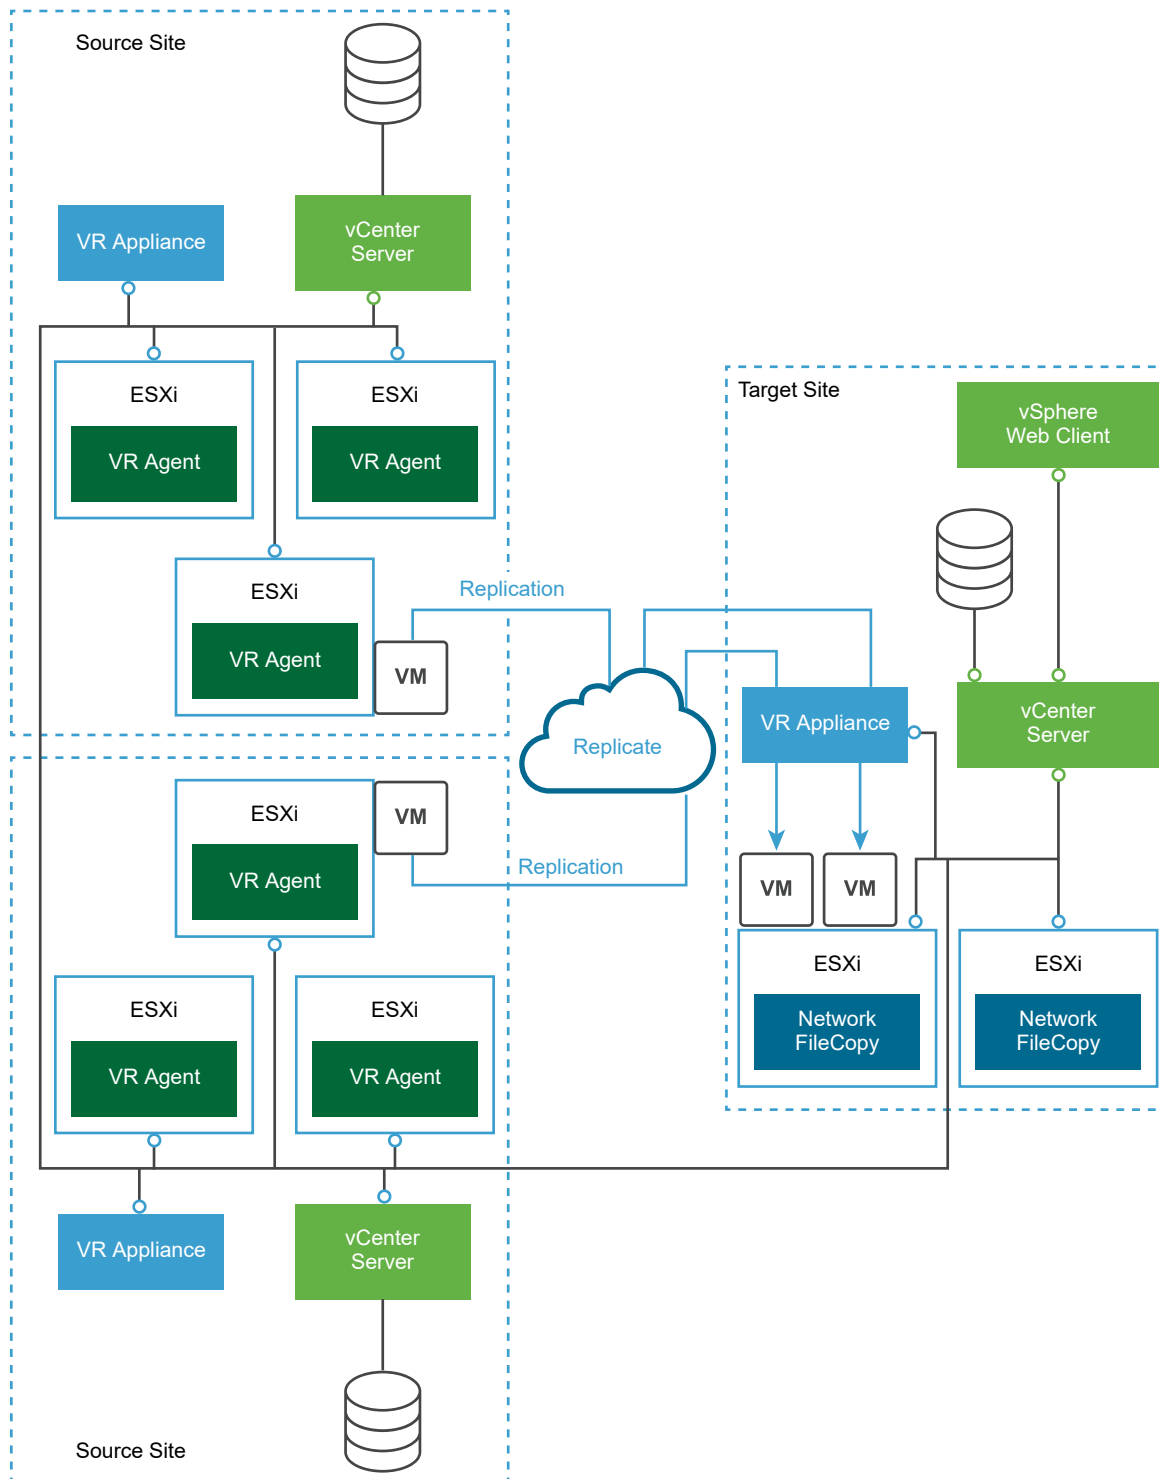 Source Site
VR Appliance
vCenter
Server
ESXi
VR Agent
ESXi
VR Agent
ESXi
VR Agent
VM
Replication
Replicate
Target Site
vSphere
Web Client
VR Appliance
vCenter
Server
VM
VM
ESXi
Network
FileCopy
ESXi
Network
FileCopy
ESXi
VR Agent
VM
Replication
ESXi
VR Agent
ESXi
VR Agent
VR Appliance
vCenter
Server
Source Site